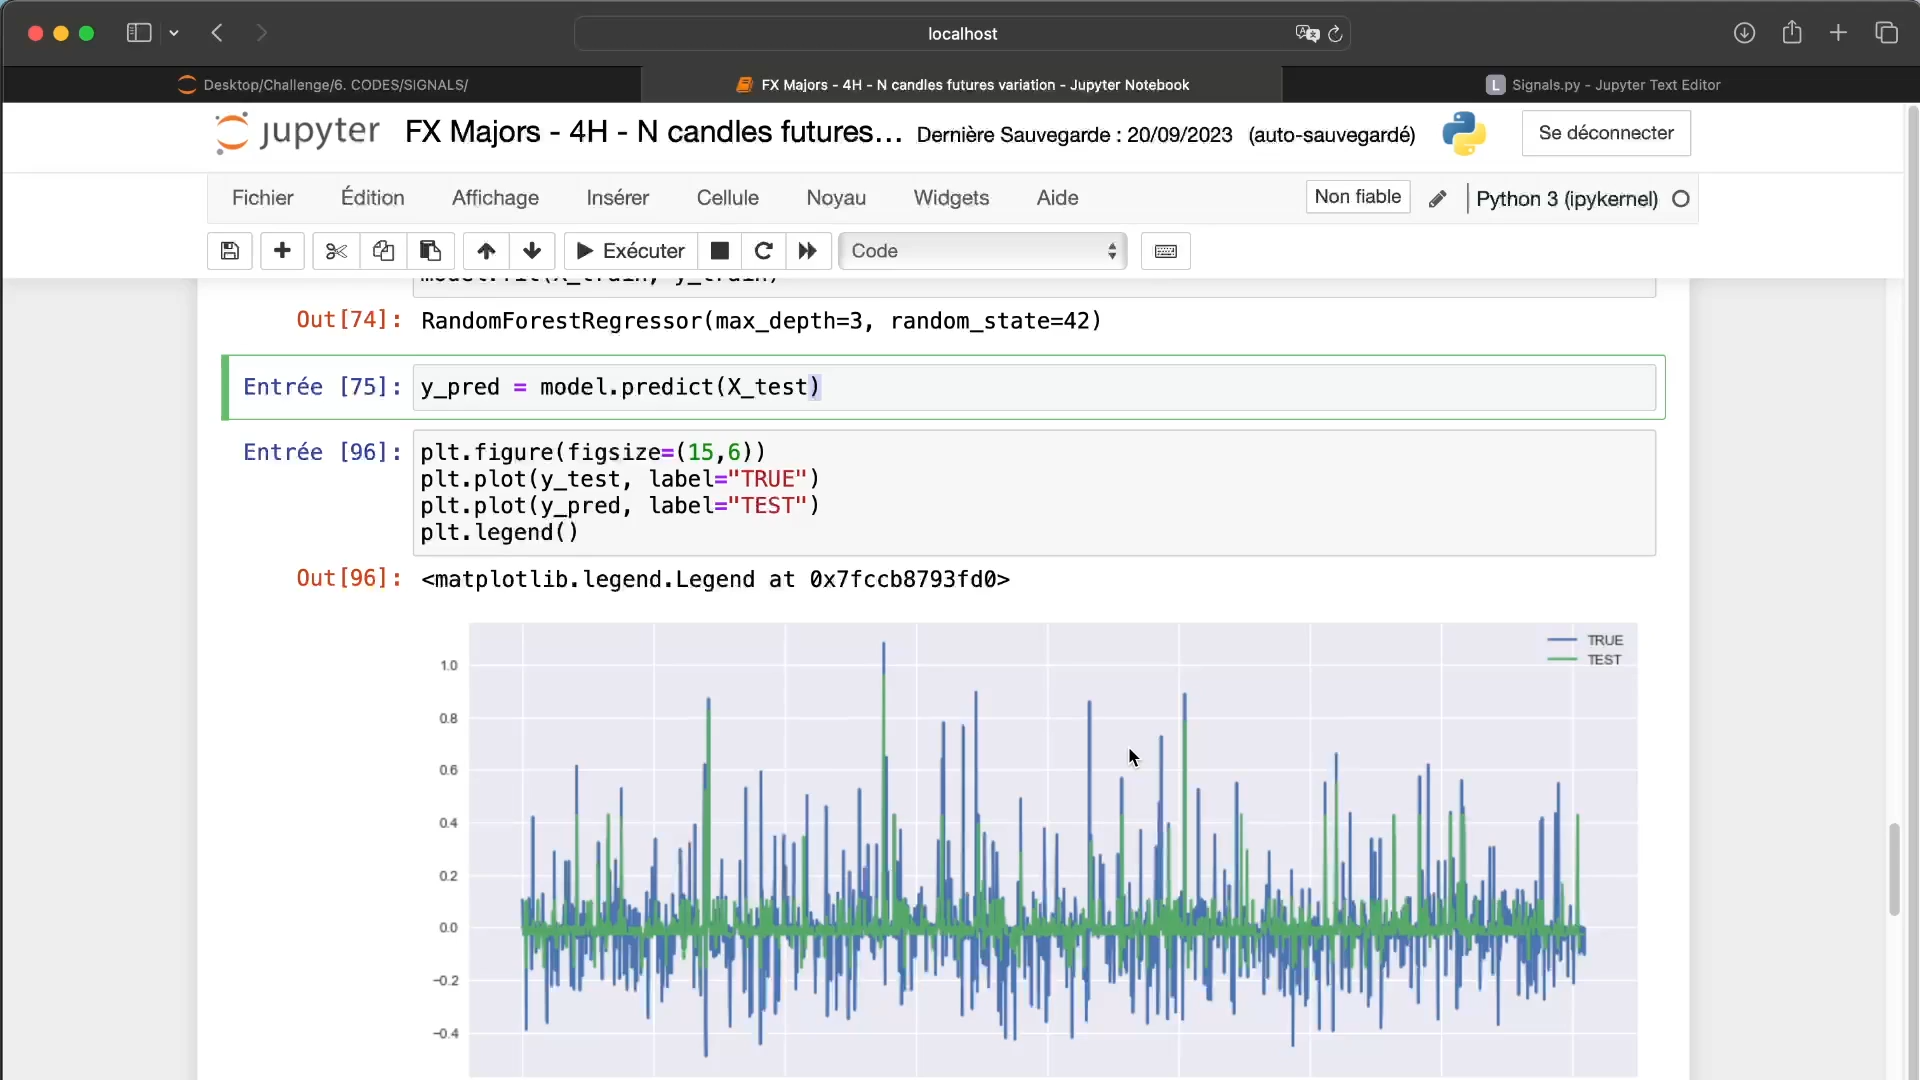 localhost
Desktop/Challenge/6. CODES/SIGNALS/
FX Majors - 4H - N candles futures variation - Jupyter Notebook
L Signals.py - Jupyter Text Editor
jupyter FX Majors - 4H - N candles futures... Dernière Sauvegarde : 20/09/2023 (auto-sauvegardé) Se déconnecter
Fichier Édition Affichage Insérer Cellule Noyau Widgets Aide Non fiable Python 3 (ipykernel)
Exécuter Code
model.fit(X_train, y_train)
Out[74]: RandomForestRegressor(max_depth=3, random_state=42)
Entrée [75]: y_pred = model.predict(X_test)
Entrée [96]: plt.figure(figsize=(15,6))
plt.plot(y_test, label="TRUE")
plt.plot(y_pred, label="TEST")
plt.legend()
Out[96]: <matplotlib.legend.Legend at 0x7fccb8793fd0>
TRUE
TEST
1.0
0.8
0.6
0.4
0.2
0.0
−0.2
−0.4